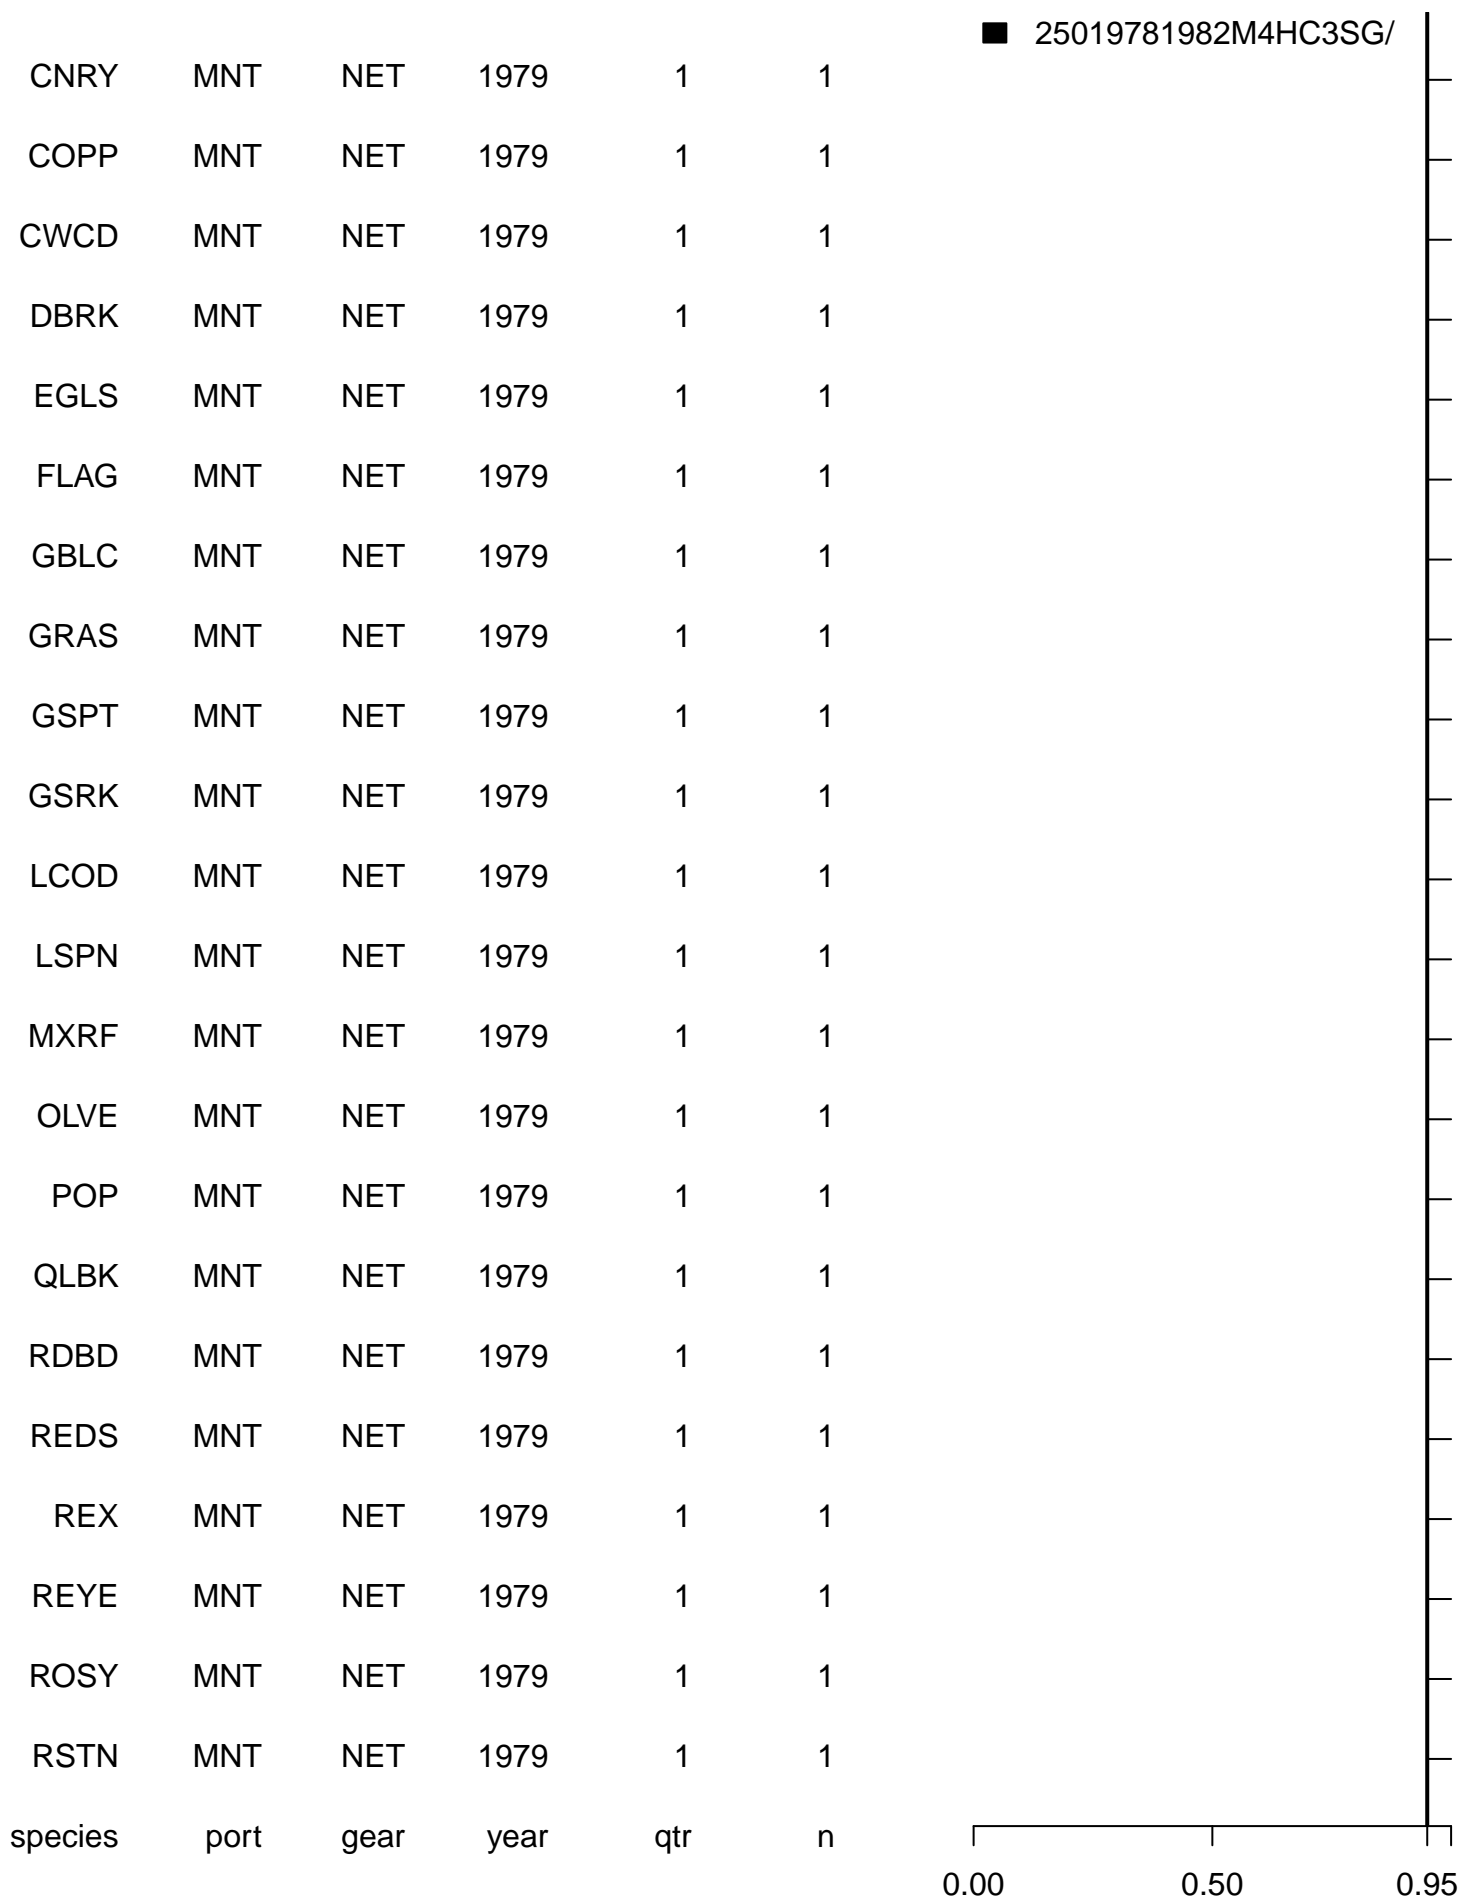 25019781982M4HC3SG/
CNRY MNT NET 1979 1 1
COPP MNT NET 1979 1 1
CWCD MNT NET 1979 1 1
DBRK MNT NET 1979 1 1
EGLS MNT NET 1979 1 1
FLAG MNT NET 1979 1 1
GBLC MNT NET 1979 1 1
GRAS MNT NET 1979 1 1
GSPT MNT NET 1979 1 1
GSRK MNT NET 1979 1 1
LCOD MNT NET 1979 1 1
LSPN MNT NET 1979 1 1
MXRF MNT NET 1979 1 1
OLVE MNT NET 1979 1 1
POP MNT NET 1979 1 1
QLBK MNT NET 1979 1 1
RDBD MNT NET 1979 1 1
REDS MNT NET 1979 1 1
REX MNT NET 1979 1 1
REYE MNT NET 1979 1 1
ROSY MNT NET 1979 1 1
RSTN MNT NET 1979 1 1
species port gear year qtr n
0.00 0.50 0.95